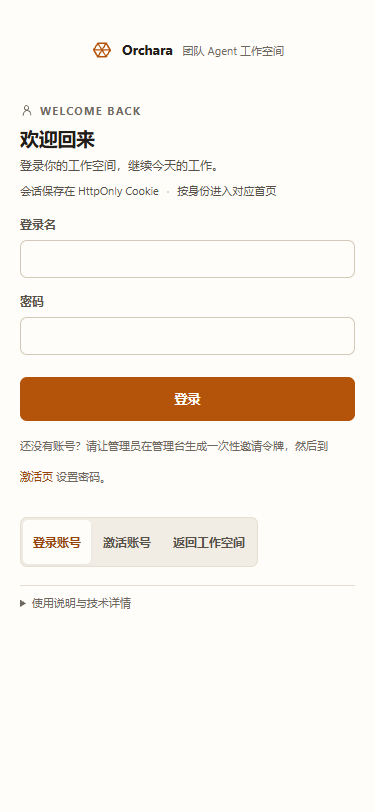 Orchara 团队 Agent 工作空间
WELCOME BACK
欢迎回来
登录你的工作空间，继续今天的工作。
会话保存在 HttpOnly Cookie · 按身份进入对应首页
登录名
密码
登录
还没有账号？请让管理员在管理台生成一次性邀请令牌，然后到
激活页 设置密码。
登录账号 激活账号 返回工作空间
使用说明与技术详情